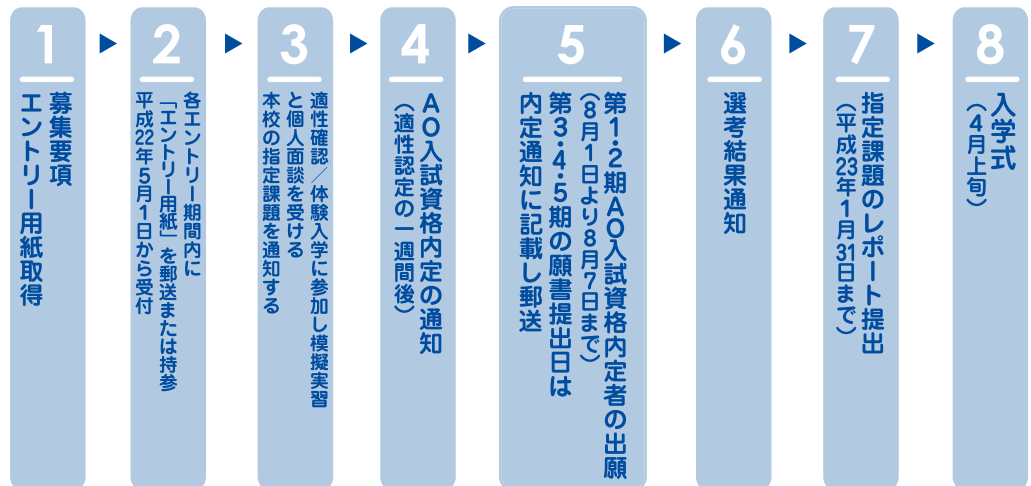 1
募集要項
エントリー用紙取得
2
各エントリー期間内に
「エントリー用紙」を郵送または持参
平成22年5月1日から受付
3
適性確認／体験入学に参加し模擬実習
と個人面談を受ける
本校の指定課題を通知する
4
AO入試資格内定の通知
（適性認定の一週間後）
5
第1・2期AO入試資格内定者の出願
（8月1日より8月7日まで）
第3・4・5期の願書提出日は
内定通知に記載し郵送
6
選考結果通知
7
指定課題のレポート提出
（平成23年1月31日まで）
8
入学式
（4月上旬）